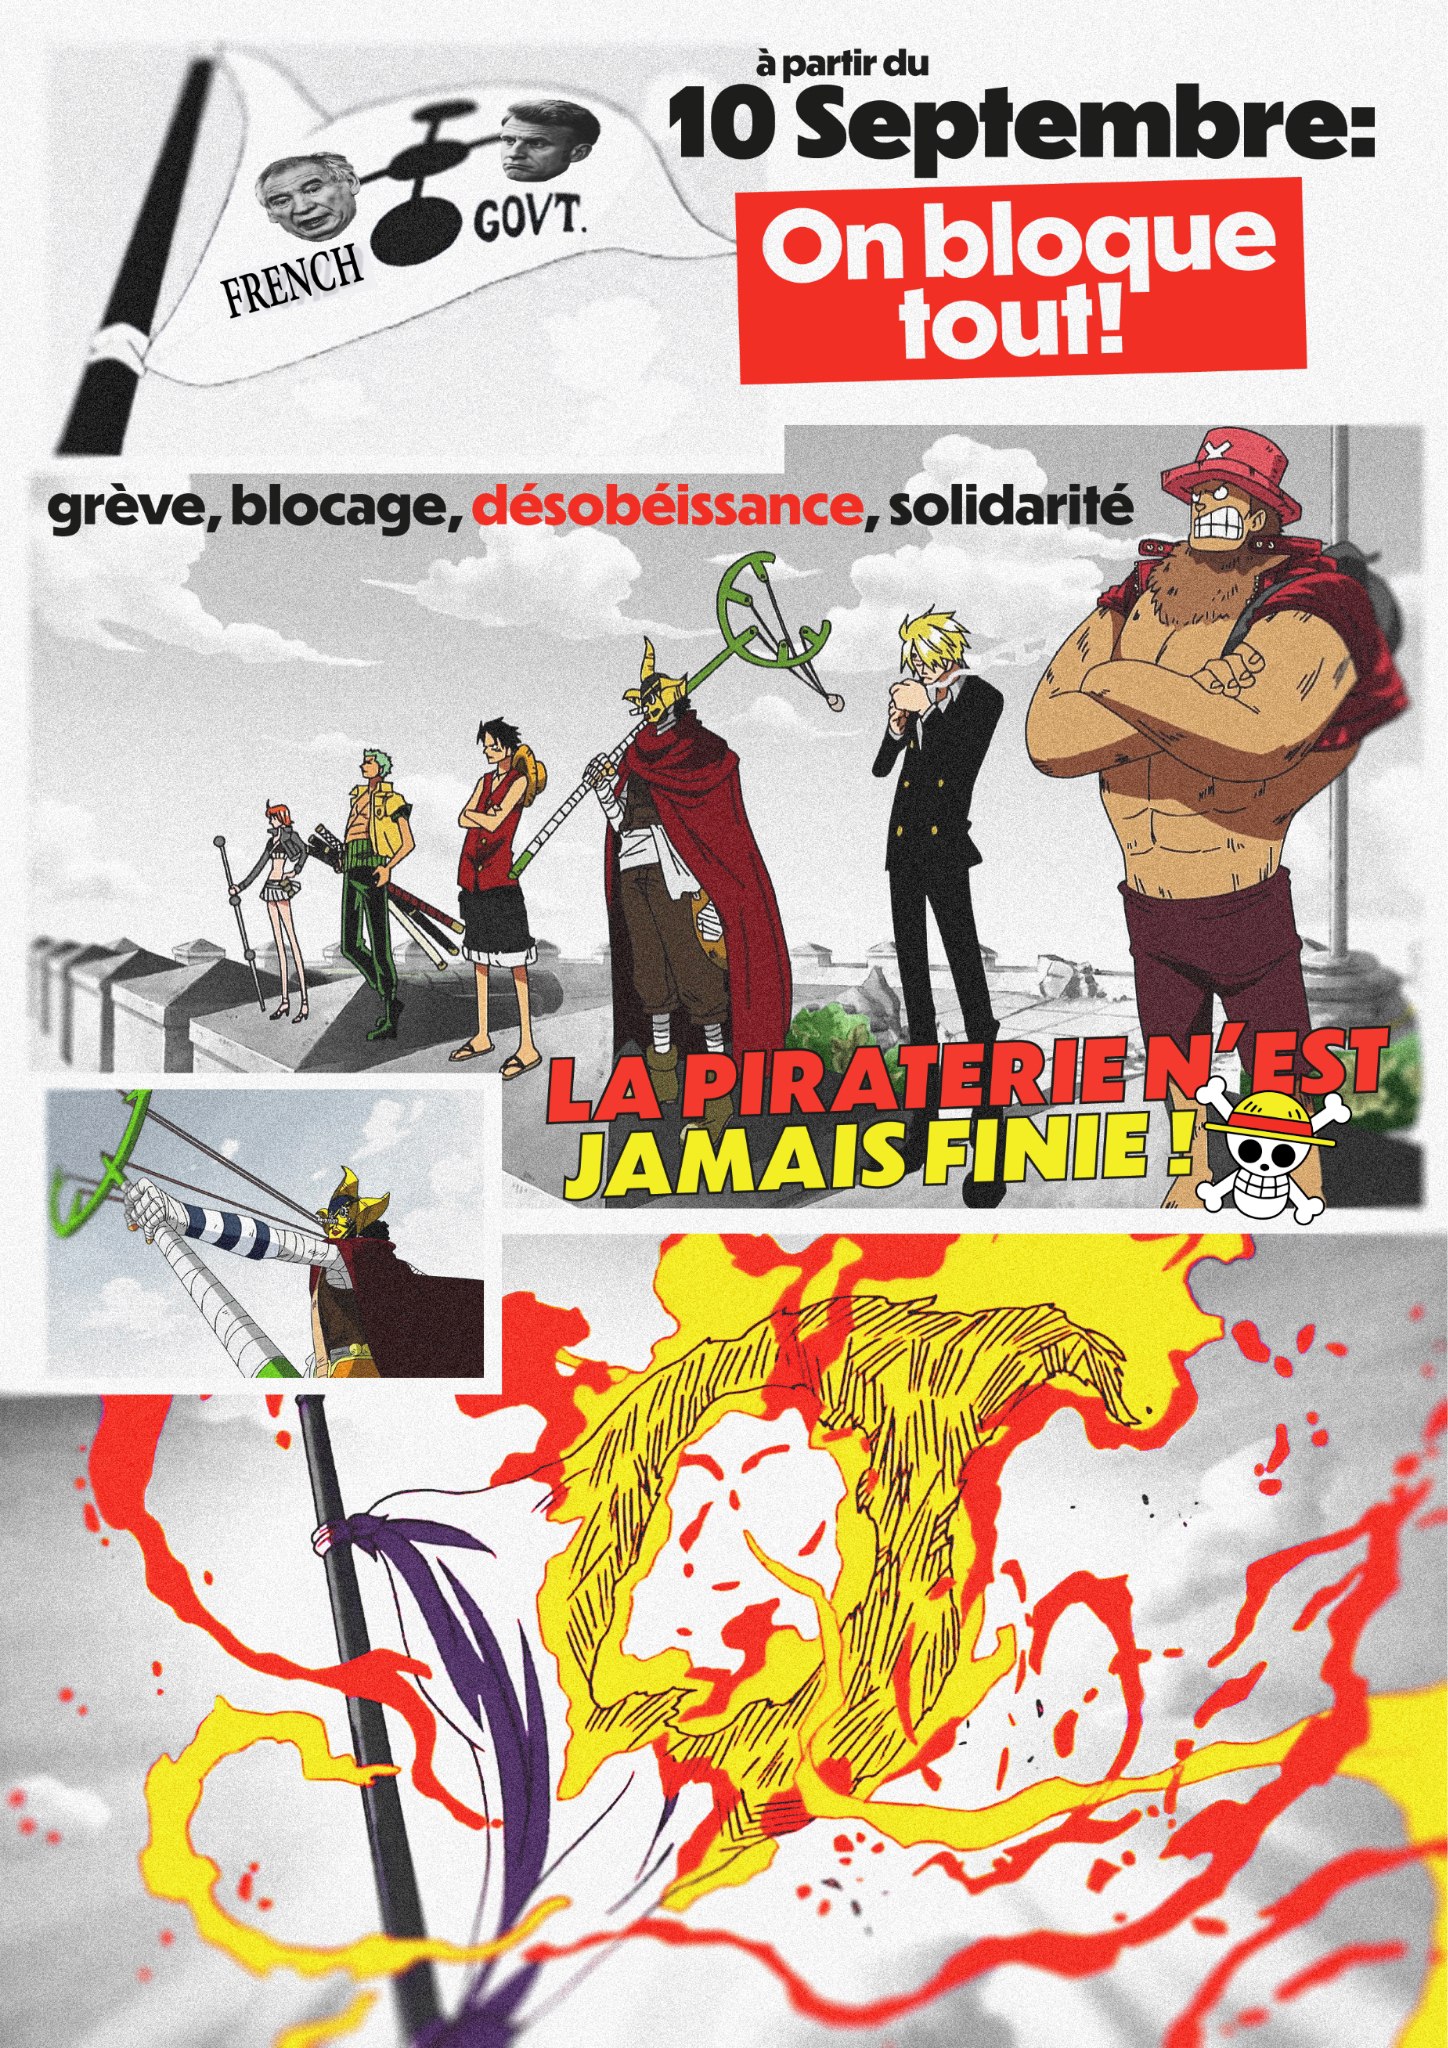 à partir du
10 Septembre:
On bloque
tout!
FRENCH
GOVT.
grève, blocage, désobéissance, solidarité
LA PIRATERIE N'EST
JAMAIS FINIE !